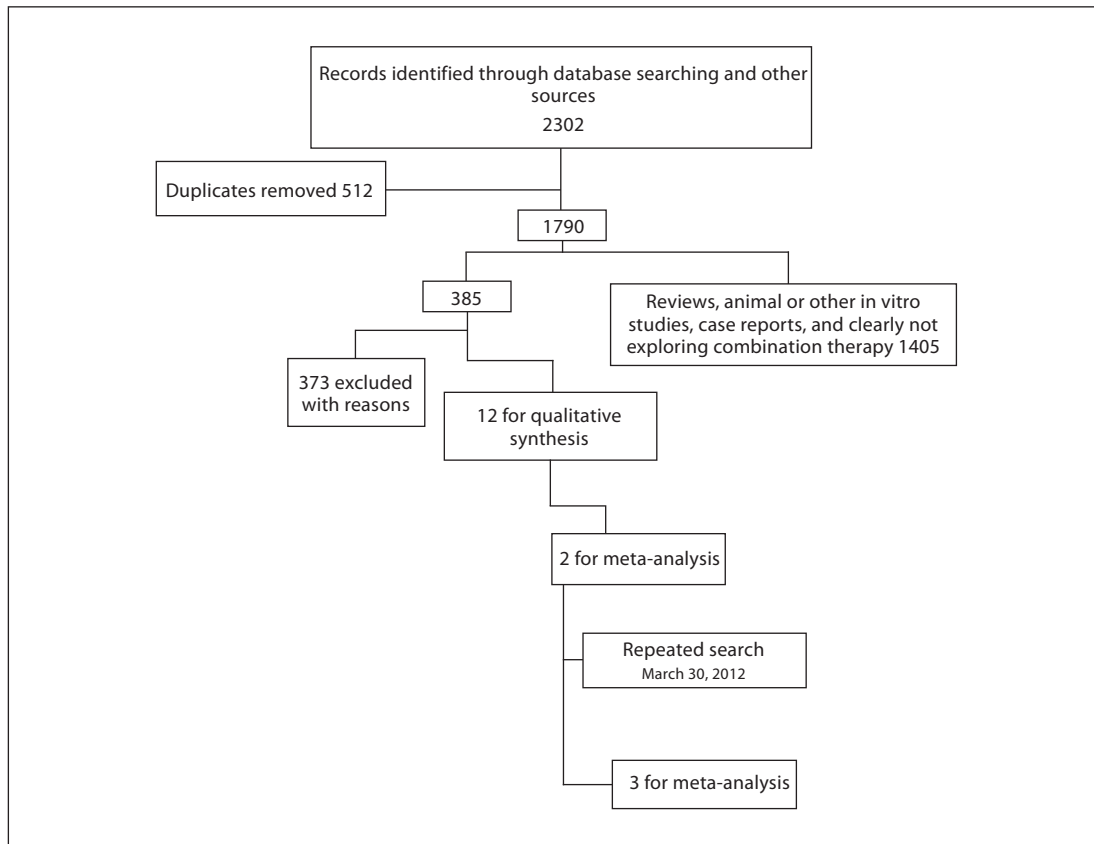 Records identified through database searching and other
sources
2302
Duplicates removed 512
1790
385
Reviews, animal or other in vitro
studies, case reports, and clearly not
exploring combination therapy 1405
373 excluded
with reasons
12 for qualitative
synthesis
2 for meta-analysis
Repeated search
March 30, 2012
3 for meta-analysis